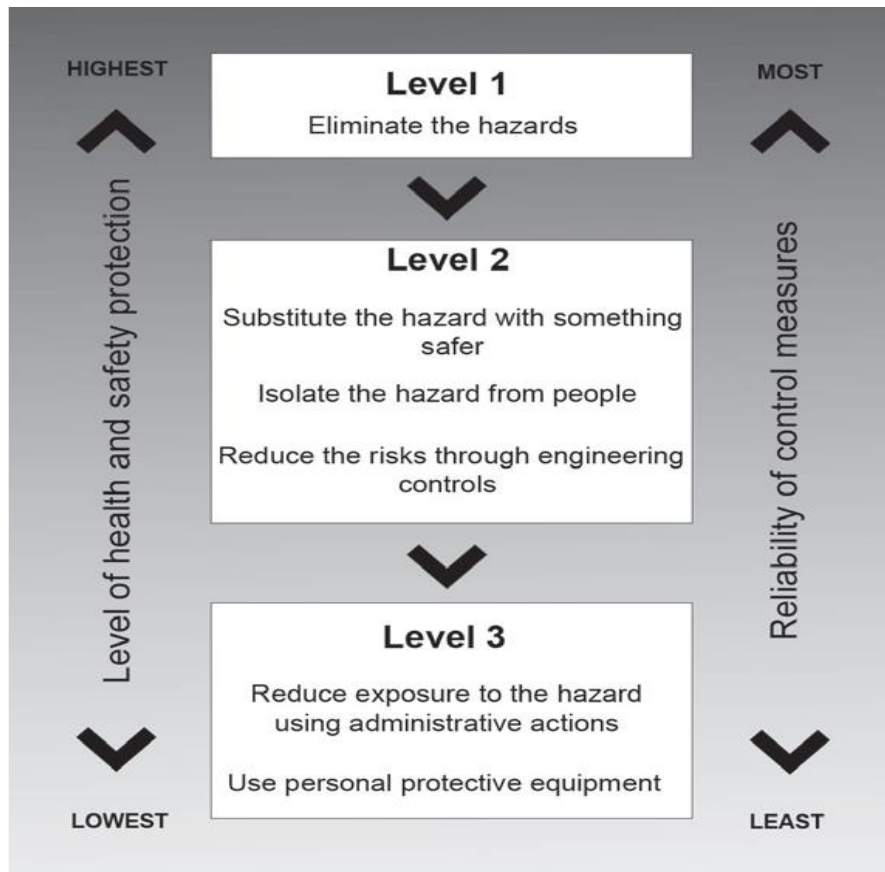 HIGHEST
MOST
Level 1
Eliminate the hazards
Level 2
Substitute the hazard with something
safer
Isolate the hazard from people
Reduce the risks through engineering
controls
Level 3
Reduce exposure to the hazard
using administrative actions
Use personal protective equipment
Level of health and safety protection
Reliability of control measures
LOWEST
LEAST